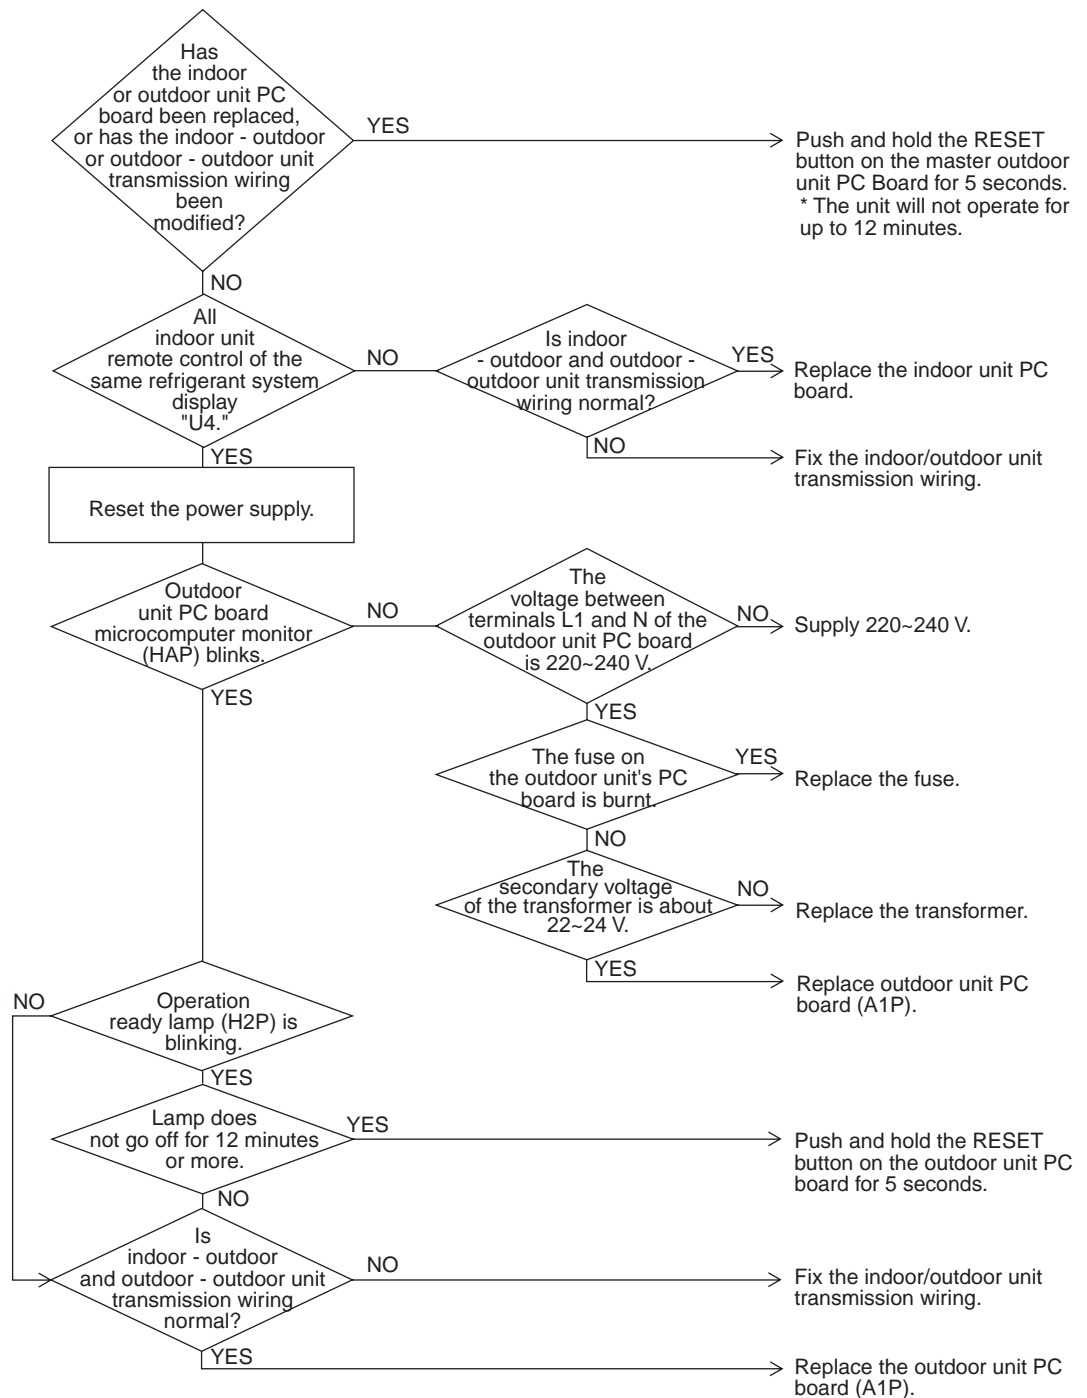 Has
the indoor
or outdoor unit PC
board been replaced,
or has the indoor - outdoor
or outdoor - outdoor unit
transmission wiring
been
modified?
YES
Push and hold the RESET
button on the master outdoor
unit PC Board for 5 seconds.
* The unit will not operate for
up to 12 minutes.
NO
All
indoor unit
remote control of the
same refrigerant system
display
"U4."
NO
Is indoor
- outdoor and outdoor -
outdoor unit transmission
wiring normal?
YES
Replace the indoor unit PC
board.
NO
Fix the indoor/outdoor unit
transmission wiring.
YES
Reset the power supply.
Outdoor
unit PC board
microcomputer monitor
(HAP) blinks.
NO
The
voltage between
terminals L1 and N of the
outdoor unit PC board
is 220~240 V.
NO
Supply 220~240 V.
YES
YES
The fuse on
the outdoor unit's PC
board is burnt.
YES
Replace the fuse.
NO
The
secondary voltage
of the transformer is about
22~24 V.
NO
Replace the transformer.
YES
Replace outdoor unit PC
board (A1P).
NO
Operation
ready lamp (H2P) is
blinking.
YES
Lamp does
not go off for 12 minutes
or more.
YES
Push and hold the RESET
button on the outdoor unit PC
board for 5 seconds.
NO
Is
indoor - outdoor
and outdoor - outdoor unit
transmission wiring
normal?
NO
Fix the indoor/outdoor unit
transmission wiring.
YES
Replace the outdoor unit PC
board (A1P).